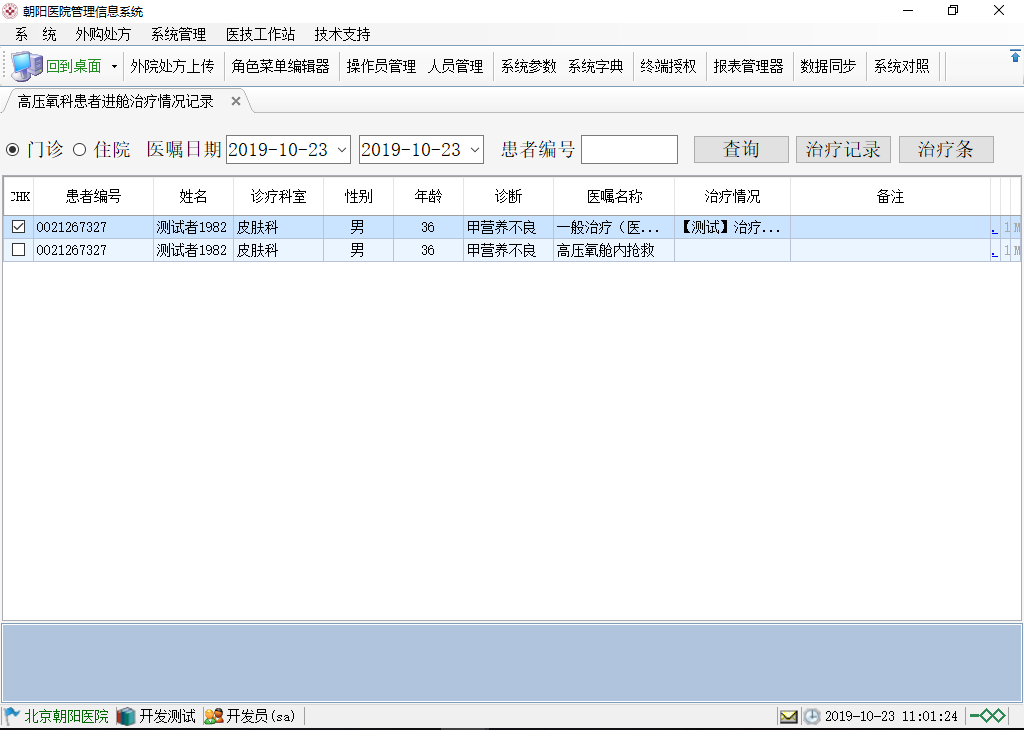 朝阳医院管理信息系统
系 统 外购处方 系统管理 医技工作站 技术支持
回到桌面 外院处方上传 角色菜单编辑器 操作员管理 人员管理 系统参数 系统字典 终端授权 报表管理器 数据同步 系统对照
高压氧科患者进舱治疗情况记录
门诊 住院 医嘱日期 2019-10-23 2019-10-23 患者编号 查询 治疗记录 治疗条
CHK 患者编号 姓名 诊疗科室 性别 年龄 诊断 医嘱名称 治疗情况 备注
0021267327 测试者1982 皮肤科 男 36 甲营养不良 一般治疗（医... 【测试】治疗... . 1 M
0021267327 测试者1982 皮肤科 男 36 甲营养不良 高压氧舱内抢救 . 1 M
北京朝阳医院 开发测试 开发员(sa) 2019-10-23 11:01:24